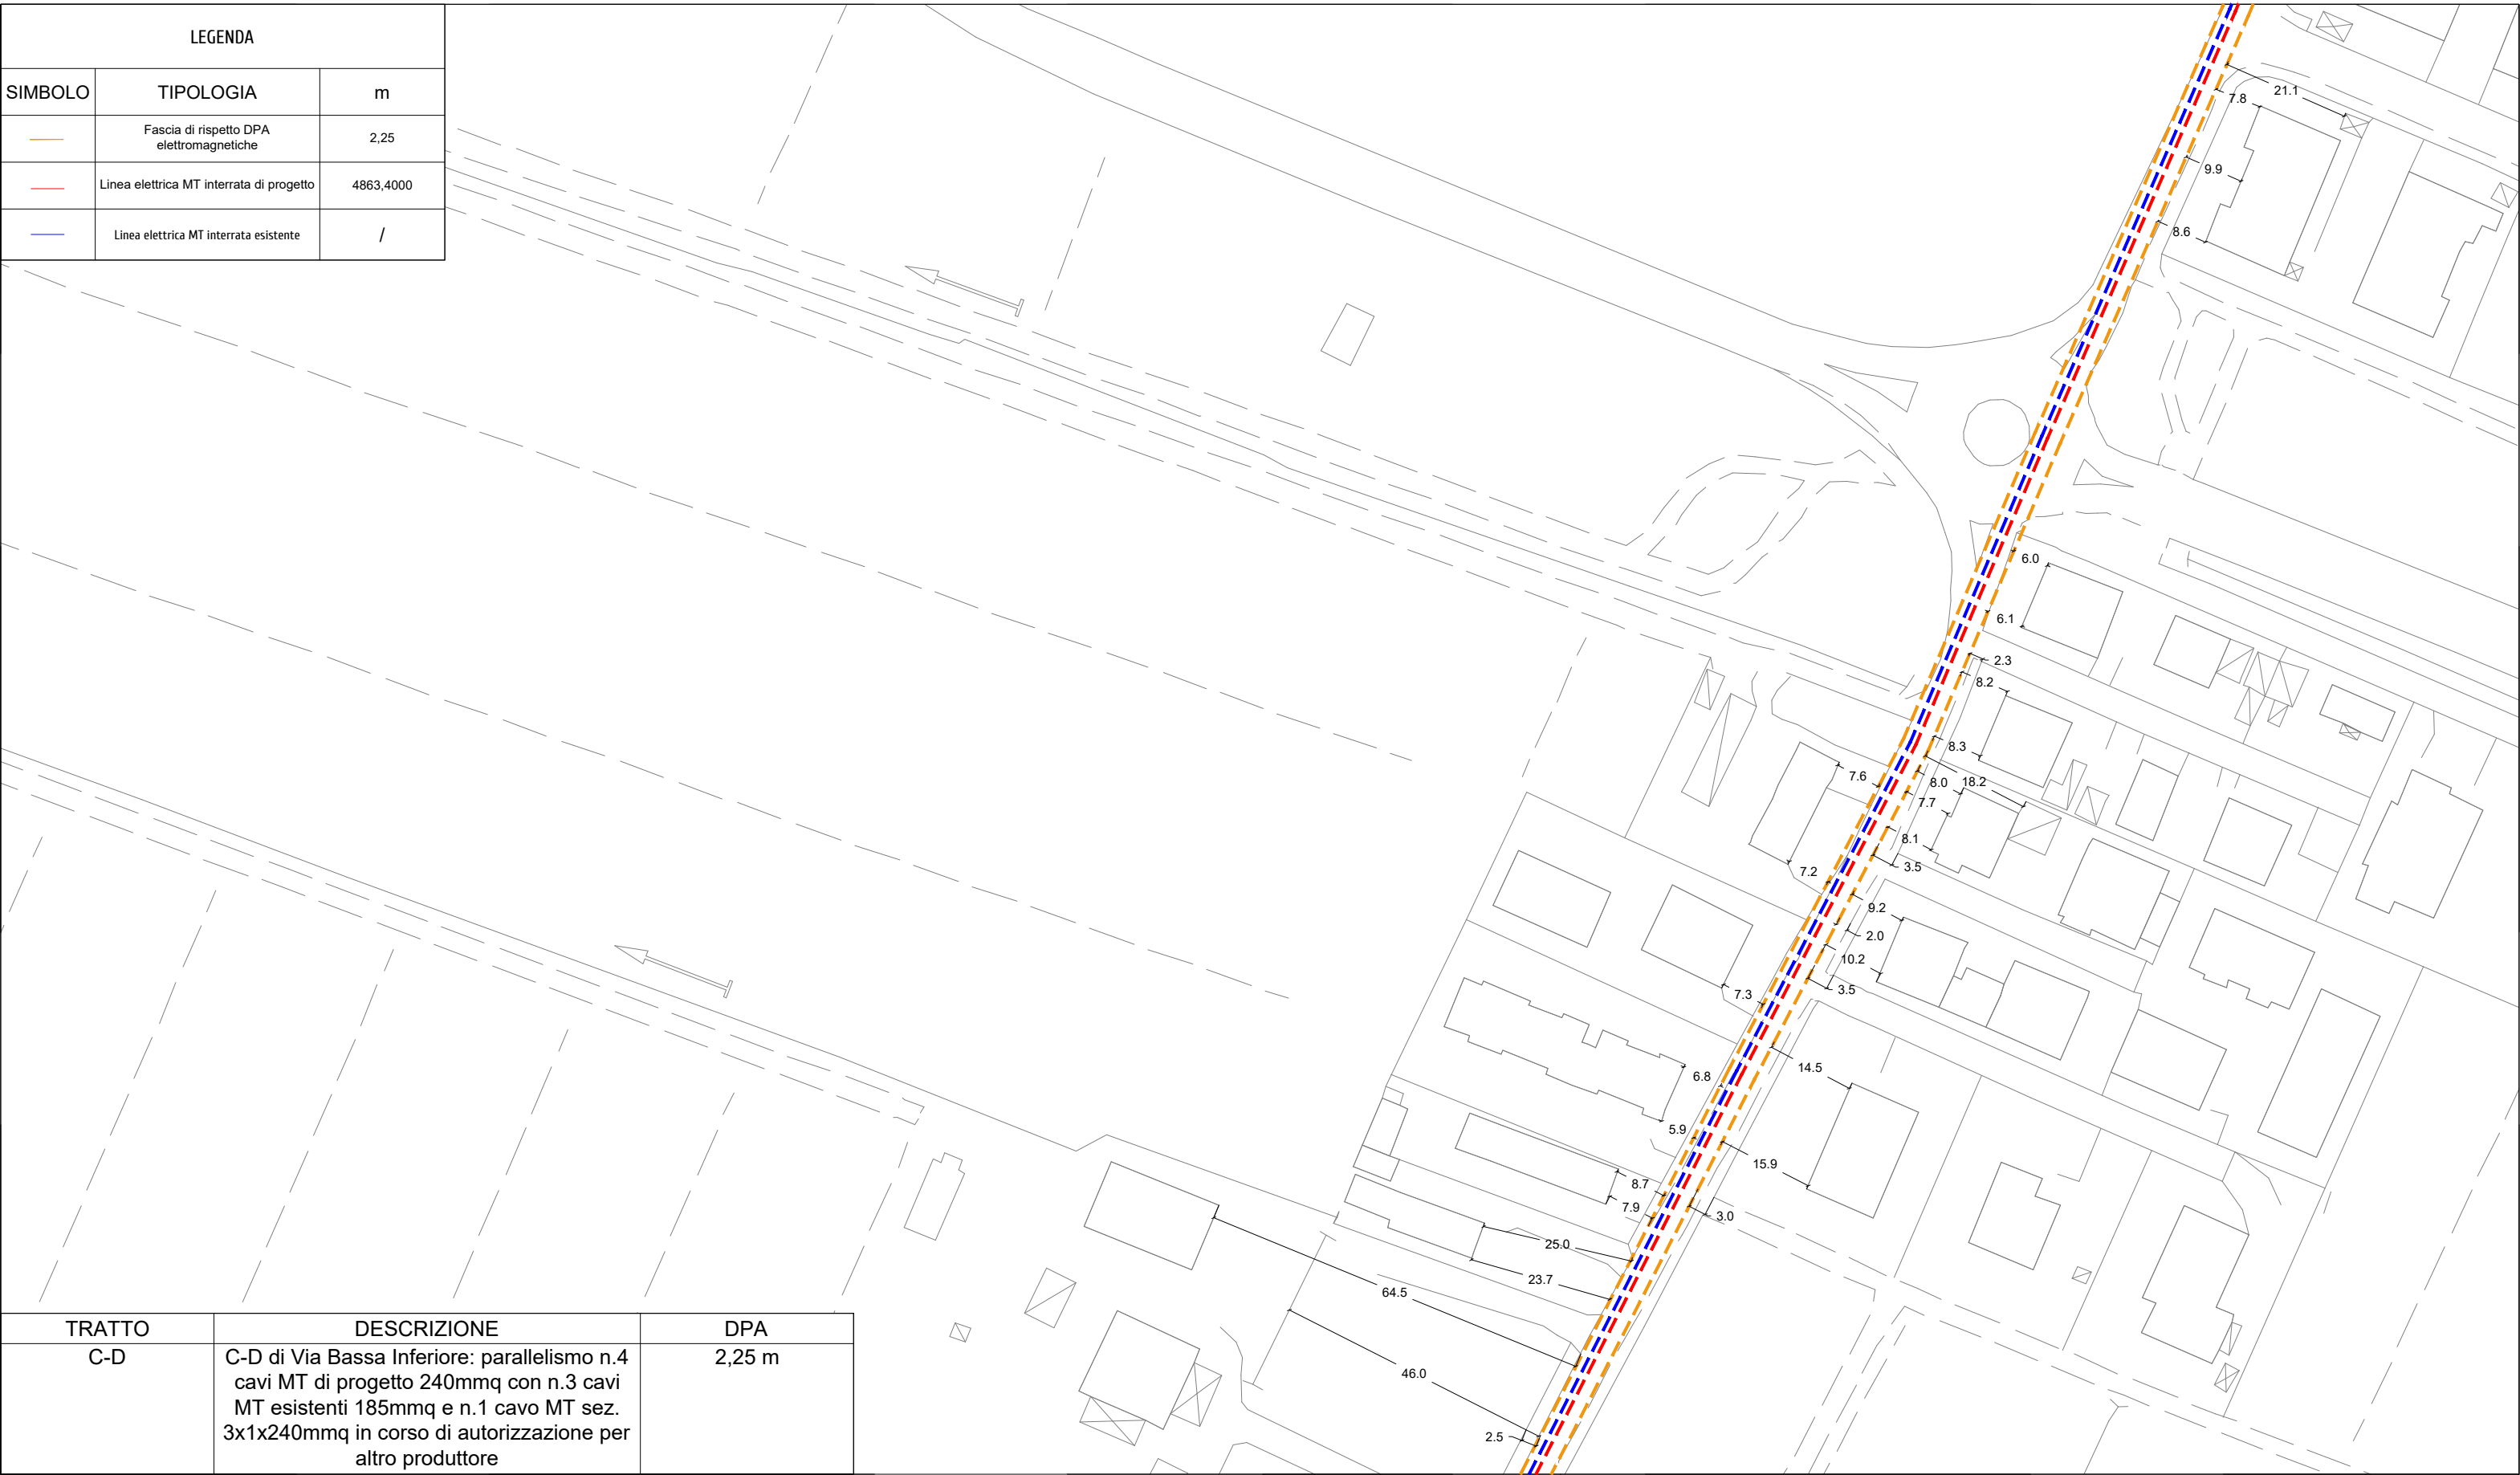 LEGENDA
SIMBOLO TIPOLOGIA m
Fascia di rispetto DPA
elettromagnetiche
2,25
Linea elettrica MT interrata di progetto 4863,4000
Linea elettrica MT interrata esistente /
21.1
7.8
9.9
8.6
6.0
6.1
2.3
8.2
8.3
7.6
8.0
18.2
7.7
8.1
3.5
7.2
9.2
2.0
10.2
3.5
7.3
14.5
6.8
5.9
15.9
8.7
7.9
3.0
25.0
23.7
64.5
46.0
2.5
TRATTO DESCRIZIONE DPA
C-D C-D di Via Bassa Inferiore: parallelismo n.4 2,25 m
cavi MT di progetto 240mmq con n.3 cavi
MT esistenti 185mmq e n.1 cavo MT sez.
3x1x240mmq in corso di autorizzazione per
altro produttore